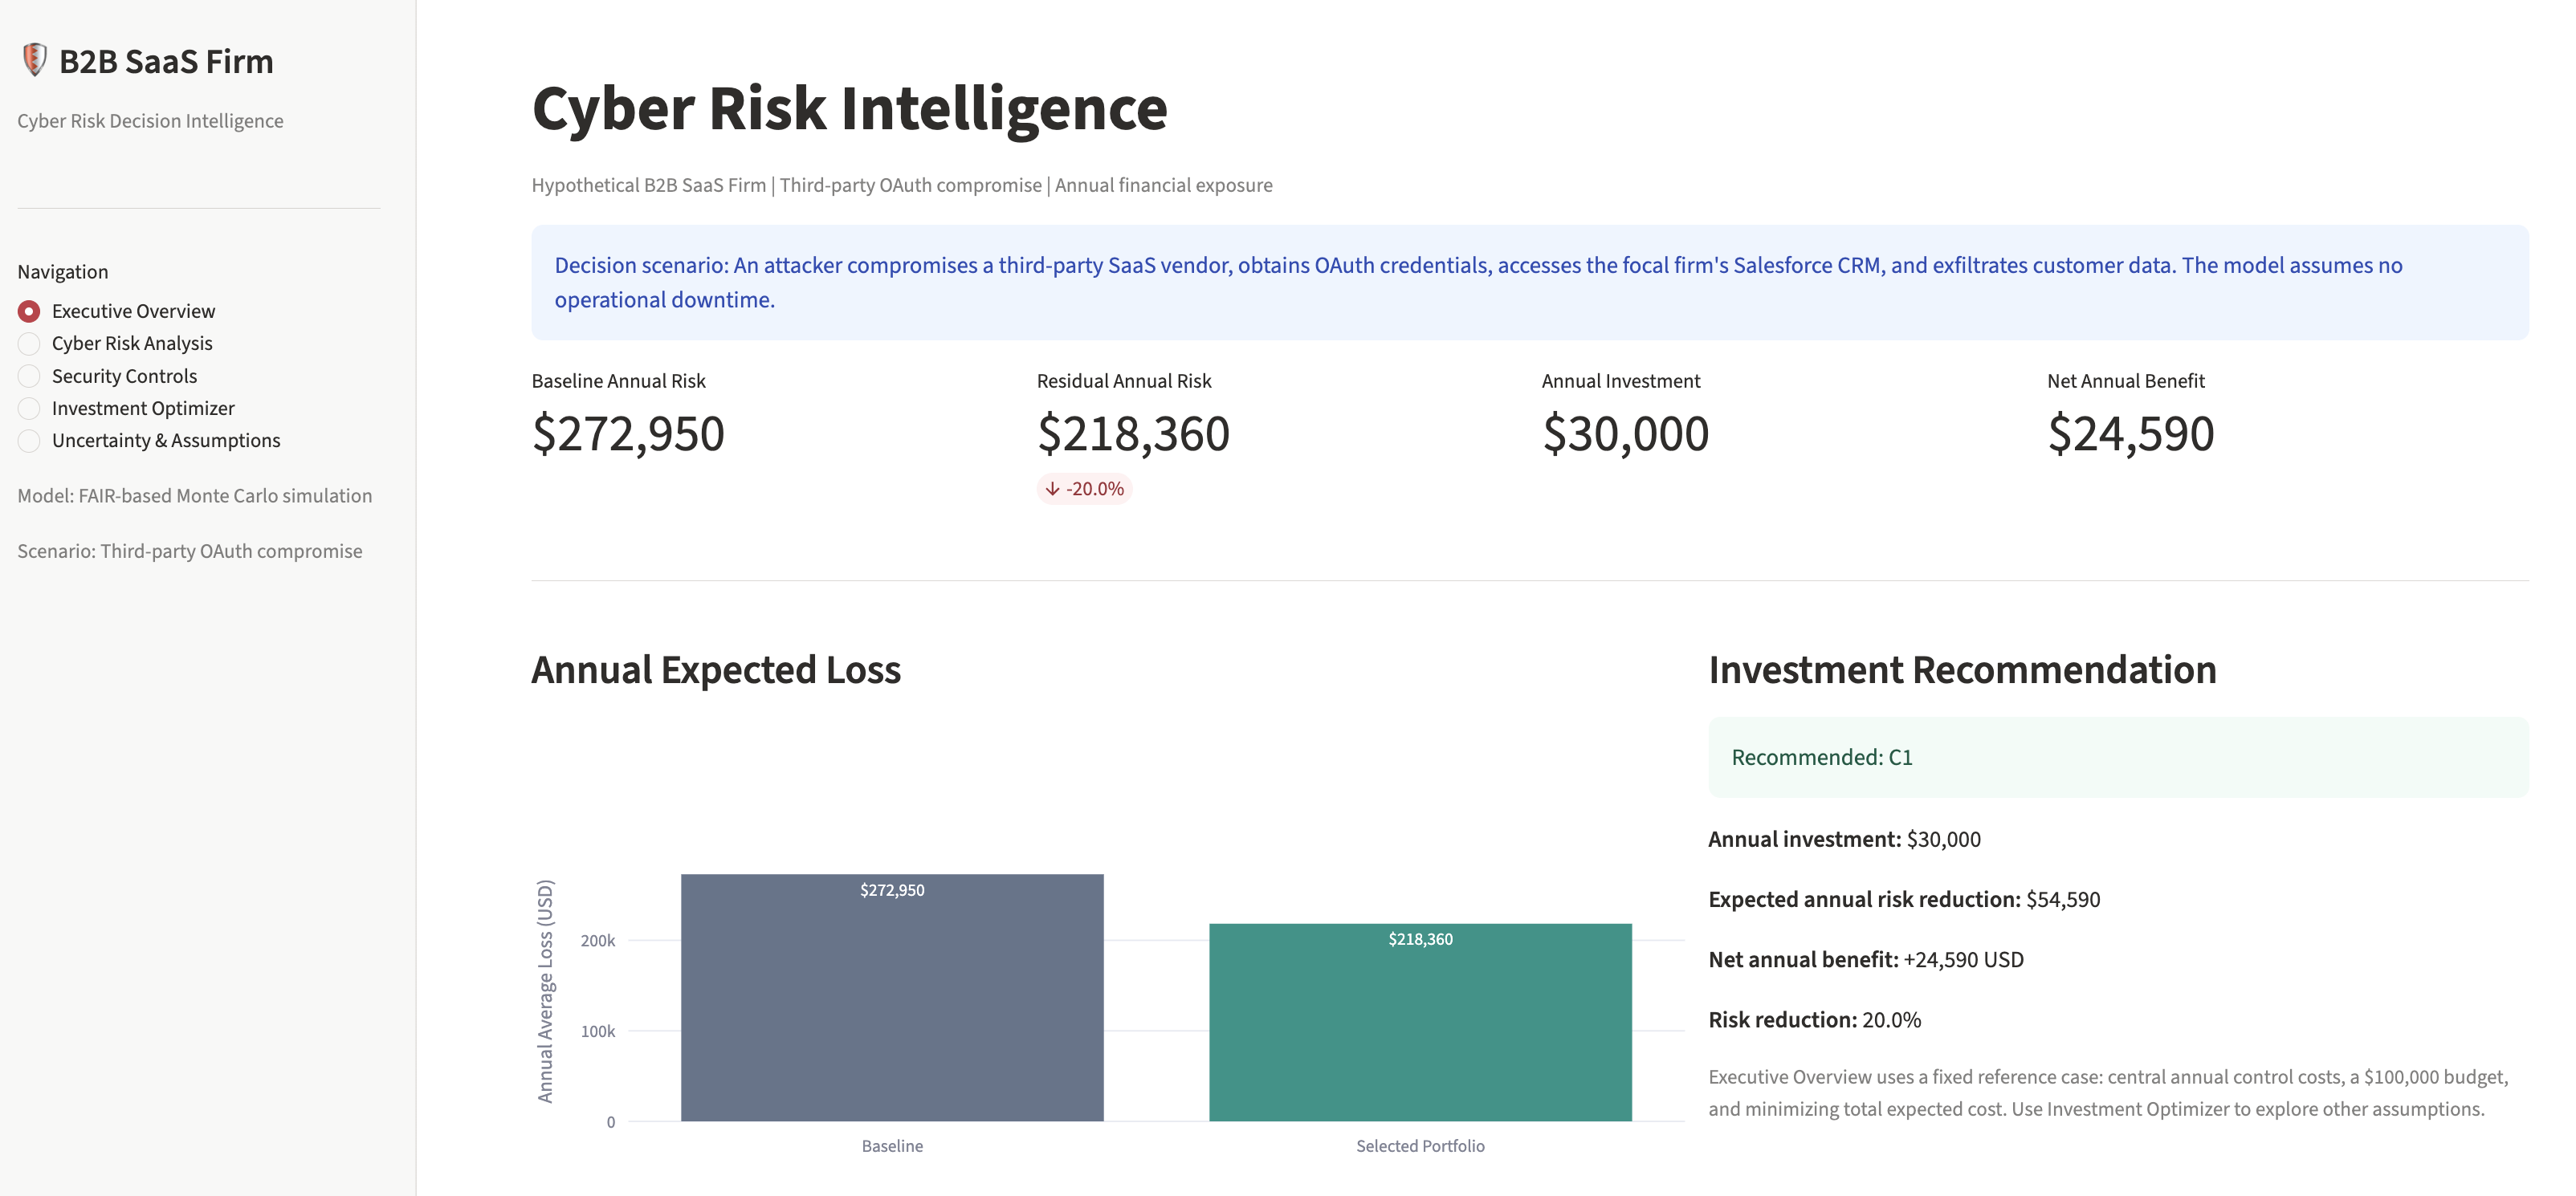 B2B SaaS Firm
Cyber Risk Decision Intelligence
Navigation
Executive Overview
Cyber Risk Analysis
Security Controls
Investment Optimizer
Uncertainty & Assumptions
Model: FAIR-based Monte Carlo simulation
Scenario: Third-party OAuth compromise
Cyber Risk Intelligence
Hypothetical B2B SaaS Firm | Third-party OAuth compromise | Annual financial exposure
Decision scenario: An attacker compromises a third-party SaaS vendor, obtains OAuth credentials, accesses the focal firm's Salesforce CRM, and exfiltrates customer data. The model assumes no
operational downtime.
Baseline Annual Risk
$272,950
Residual Annual Risk
$218,360
↓ -20.0%
Annual Investment
$30,000
Net Annual Benefit
$24,590
Annual Expected Loss
Annual Average Loss (USD)
200k
100k
0
$272,950
$218,360
Baseline
Selected Portfolio
Investment Recommendation
Recommended: C1
Annual investment: $30,000
Expected annual risk reduction: $54,590
Net annual benefit: +24,590 USD
Risk reduction: 20.0%
Executive Overview uses a fixed reference case: central annual control costs, a $100,000 budget,
and minimizing total expected cost. Use Investment Optimizer to explore other assumptions.